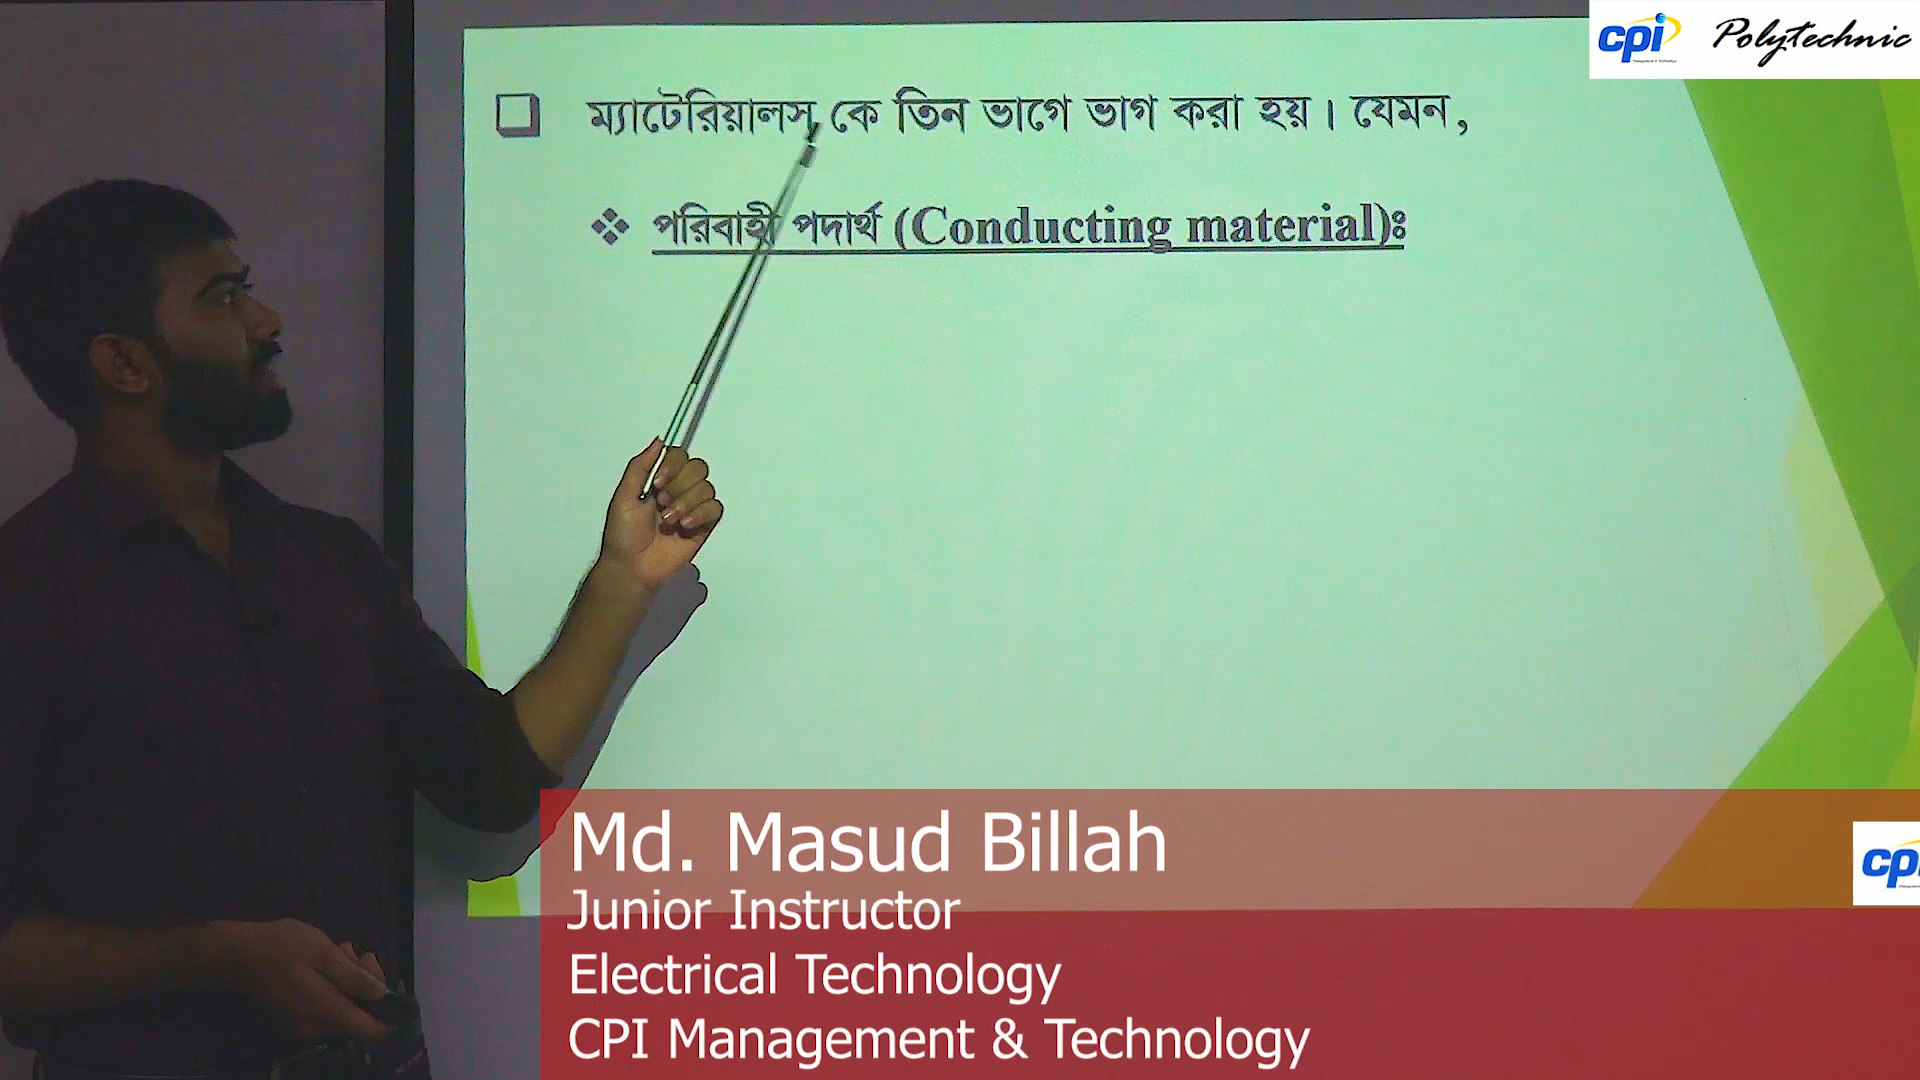 cpi Polytechnic
ম্যাটেরিয়ালস্ কে তিন ভাগে ভাগ করা হয়। যেমন,
পরিবাহী পদার্থ (Conducting material)ঃ
Md. Masud Billah
Junior Instructor
Electrical Technology
CPI Management & Technology